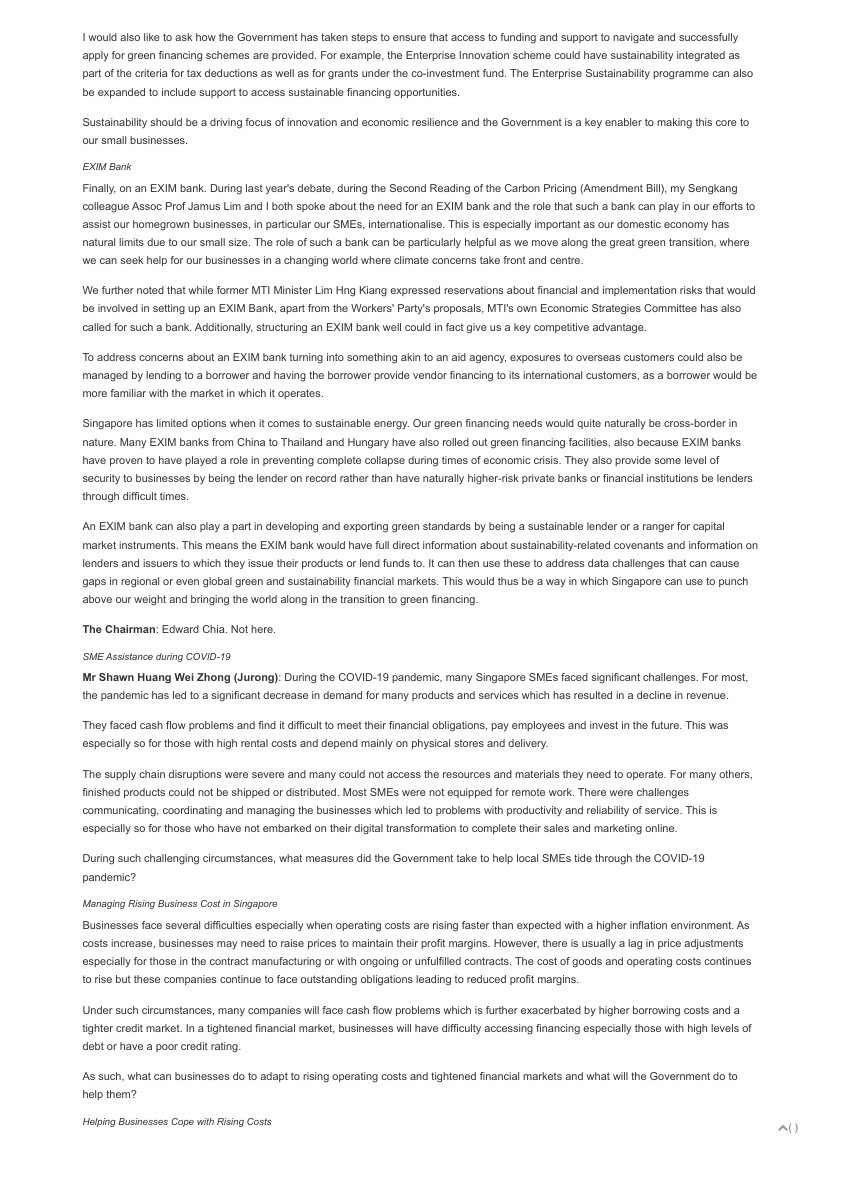 I would also like to ask how the Government has taken steps to ensure that access to funding and support to navigate and successfully
apply for green financing schemes are provided. For example, the Enterprise Innovation scheme could have sustainability integrated as
part of the criteria for tax deductions as well as for grants under the co-investment fund. The Enterprise Sustainability programme can also
be expanded to include support to access sustainable financing opportunities.
Sustainability should be a driving focus of innovation and economic resilience and the Government is a key enabler to making this core to
our small businesses.
EXIM Bank
Finally, on an EXIM bank. During last year's debate, during the Second Reading of the Carbon Pricing (Amendment Bill), my Sengkang
colleague Assoc Prof Jamus Lim and I both spoke about the need for an EXIM bank and the role that such a bank can play in our efforts to
assist our homegrown businesses, in particular our SMEs, internationalise. This is especially important as our domestic economy has
natural limits due to our small size. The role of such a bank can be particularly helpful as we move along the great green transition, where
we can seek help for our businesses in a changing world where climate concerns take front and centre.
We further noted that while former MTI Minister Lim Hng Kiang expressed reservations about financial and implementation risks that would
be involved in setting up an EXIM Bank, apart from the Workers' Party's proposals, MTI's own Economic Strategies Committee has also
called for such a bank. Additionally, structuring an EXIM bank well could in fact give us a key competitive advantage.
To address concerns about an EXIM bank turning into something akin to an aid agency, exposures to overseas customers could also be
managed by lending to a borrower and having the borrower provide vendor financing to its international customers, as a borrower would be
more familiar with the market in which it operates.
Singapore has limited options when it comes to sustainable energy. Our green financing needs would quite naturally be cross-border in
nature. Many EXIM banks from China to Thailand and Hungary have also rolled out green financing facilities, also because EXIM banks
have proven to have played a role in preventing complete collapse during times of economic crisis. They also provide some level of
security to businesses by being the lender on record rather than have naturally higher-risk private banks or financial institutions be lenders
through difficult times.
An EXIM bank can also play a part in developing and exporting green standards by being a sustainable lender or a ranger for capital
market instruments. This means the EXIM bank would have full direct information about sustainability-related covenants and information on
lenders and issuers to which they issue their products or lend funds to. It can then use these to address data challenges that can cause
gaps in regional or even global green and sustainability financial markets. This would thus be a way in which Singapore can use to punch
above our weight and bringing the world along in the transition to green financing.
The Chairman: Edward Chia. Not here.
SME Assistance during COVID-19
Mr Shawn Huang Wei Zhong (Jurong): During the COVID-19 pandemic, many Singapore SMEs faced significant challenges. For most,
the pandemic has led to a significant decrease in demand for many products and services which has resulted in a decline in revenue.
They faced cash flow problems and find it difficult to meet their financial obligations, pay employees and invest in the future. This was
especially so for those with high rental costs and depend mainly on physical stores and delivery.
The supply chain disruptions were severe and many could not access the resources and materials they need to operate. For many others,
finished products could not be shipped or distributed. Most SMEs were not equipped for remote work. There were challenges
communicating, coordinating and managing the businesses which led to problems with productivity and reliability of service. This is
especially so for those who have not embarked on their digital transformation to complete their sales and marketing online.
During such challenging circumstances, what measures did the Government take to help local SMEs tide through the COVID-19
pandemic?
Managing Rising Business Cost in Singapore
Businesses face several difficulties especially when operating costs are rising faster than expected with a higher inflation environment. As
costs increase, businesses may need to raise prices to maintain their profit margins. However, there is usually a lag in price adjustments
especially for those in the contract manufacturing or with ongoing or unfulfilled contracts. The cost of goods and operating costs continues
to rise but these companies continue to face outstanding obligations leading to reduced profit margins.
Under such circumstances, many companies will face cash flow problems which is further exacerbated by higher borrowing costs and a
tighter credit market. In a tightened financial market, businesses will have difficulty accessing financing especially those with high levels of
debt or have a poor credit rating.
As such, what can businesses do to adapt to rising operating costs and tightened financial markets and what will the Government do to
help them?
Helping Businesses Cope with Rising Costs
( )